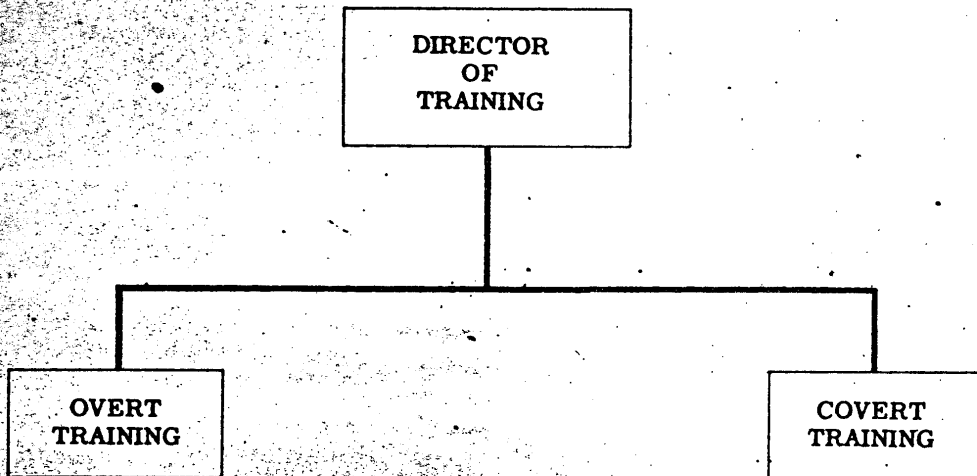 DIRECTOR
OF
TRAINING
OVERT
TRAINING
COVERT
TRAINING